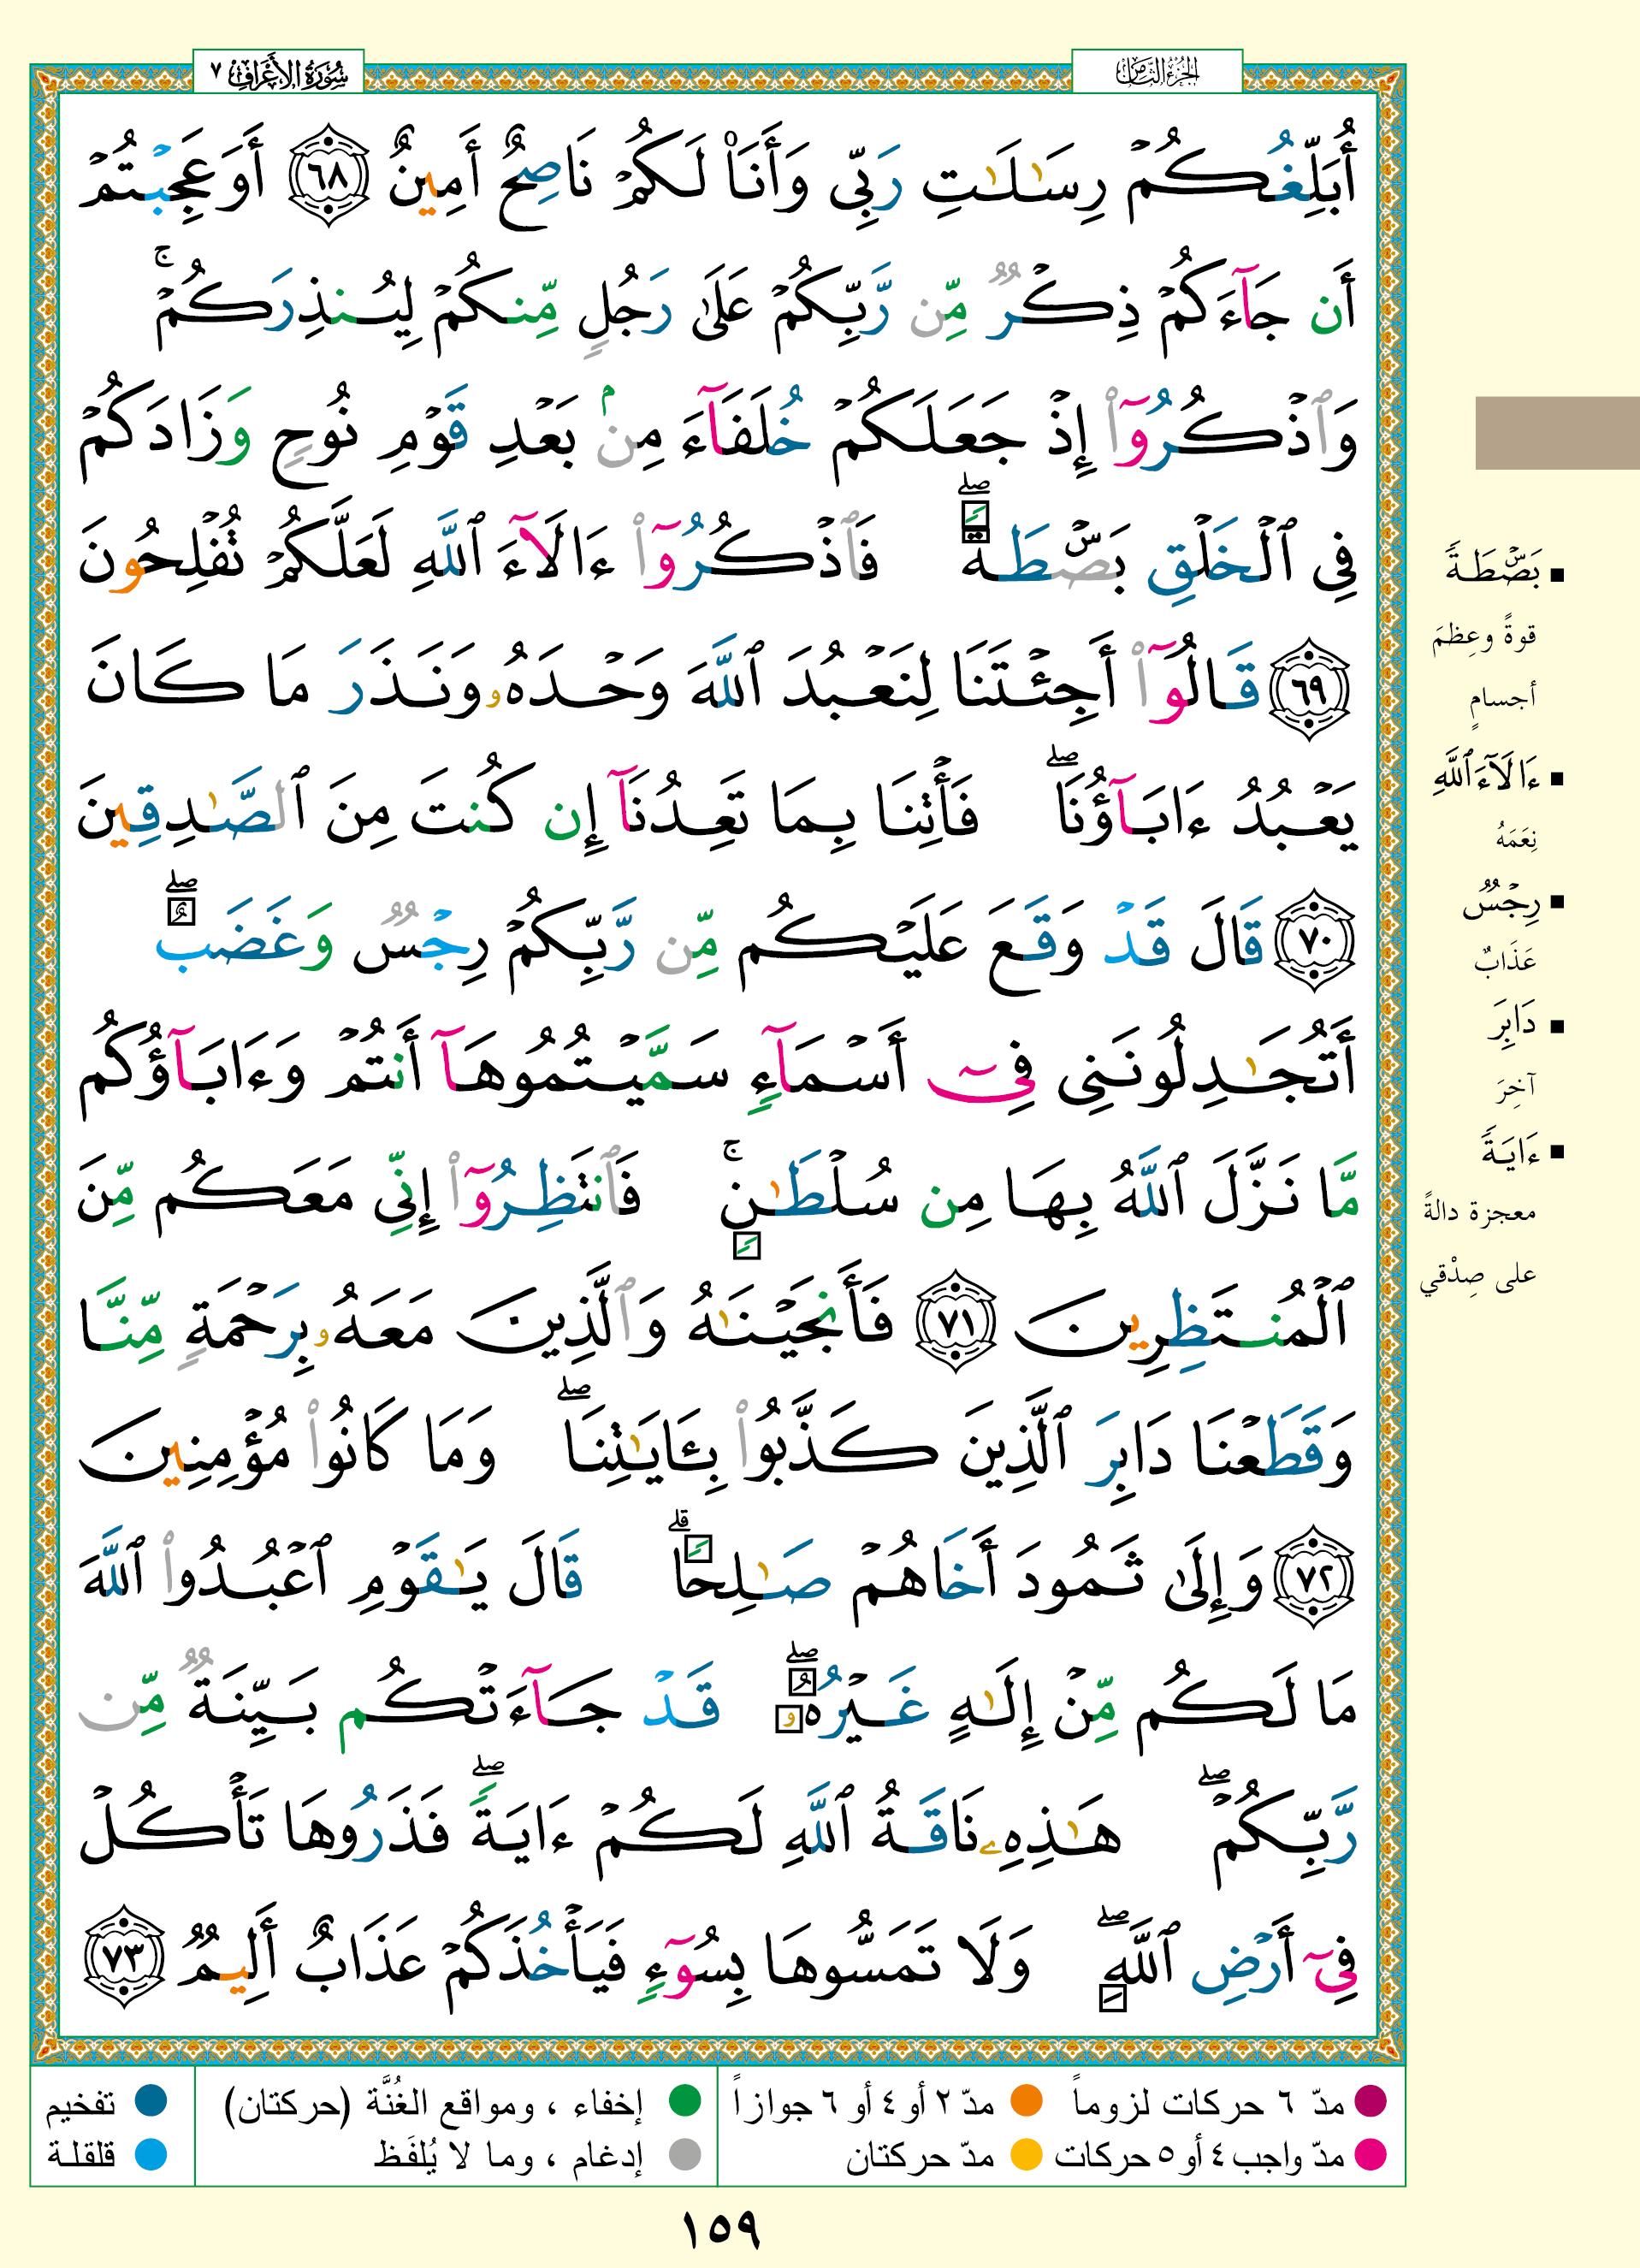 الجزء الثامن
سورة الأعراف ٧
أُبَلِّغُكُمۡ رِسَـٰلَـٰتِ رَبِّى وَأَنَا۠ لَكُمۡ نَاصِحٌ أَمِينٌ ٦٨ أَوَعَجِبۡتُمۡ
أَن جَآءَكُمۡ ذِكۡرٌ مِّن رَّبِّكُمۡ عَلَىٰ رَجُلٍ مِّنكُمۡ لِيُنذِرَكُمۡۚ
وَٱذۡكُرُوٓا۟ إِذۡ جَعَلَكُمۡ خُلَفَآءَ مِنۢ بَعۡدِ قَوۡمِ نُوحٍ وَزَادَكُمۡ
فِى ٱلۡخَلۡقِ بَصۜۡطَةًۖ فَٱذۡكُرُوٓا۟ ءَالَآءَ ٱللَّهِ لَعَلَّكُمۡ تُفۡلِحُونَ
٦٩ قَالُوٓا۟ أَجِئۡتَنَا لِنَعۡبُدَ ٱللَّهَ وَحۡدَهُۥ وَنَذَرَ مَا كَانَ
يَعۡبُدُ ءَابَآؤُنَاۖ فَأۡتِنَا بِمَا تَعِدُنَآ إِن كُنتَ مِنَ ٱلصَّـٰدِقِينَ
٧٠ قَالَ قَدۡ وَقَعَ عَلَيۡكُم مِّن رَّبِّكُمۡ رِجۡسٌ وَغَضَبٌۖ
أَتُجَـٰدِلُونَنِى فِىٓ أَسۡمَآءٍ سَمَّيۡتُمُوهَآ أَنتُمۡ وَءَابَآؤُكُم
مَّا نَزَّلَ ٱللَّهُ بِهَا مِن سُلۡطَـٰنٍۚ فَٱنتَظِرُوٓا۟ إِنِّى مَعَكُم مِّنَ
ٱلۡمُنتَظِرِينَ ٧١ فَأَنجَيۡنَـٰهُ وَٱلَّذِينَ مَعَهُۥ بِرَحۡمَةٍ مِّنَّا
وَقَطَعۡنَا دَابِرَ ٱلَّذِينَ كَذَّبُوا۟ بِـَٔايَـٰتِنَاۖ وَمَا كَانُوا۟ مُؤۡمِنِينَ
٧٢ وَإِلَىٰ ثَمُودَ أَخَاهُمۡ صَـٰلِحًاۗ قَالَ يَـٰقَوۡمِ ٱعۡبُدُوا۟ ٱللَّهَ
مَا لَكُم مِّنۡ إِلَـٰهٍ غَيۡرُهُۥۖ قَدۡ جَآءَتۡكُم بَيِّنَةٌ مِّن
رَّبِّكُمۡۖ هَـٰذِهِۦ نَاقَةُ ٱللَّهِ لَكُمۡ ءَايَةًۖ فَذَرُوهَا تَأۡكُلۡ
فِىٓ أَرۡضِ ٱللَّهِۖ وَلَا تَمَسُّوهَا بِسُوٓءٍ فَيَأۡخُذَكُمۡ عَذَابٌ أَلِيمٌ ٧٣
بَصۜۡطَةً
قوةً وعِظمَ
أجسامٍ
ءَالَآءَ ٱللَّهِ
نِعَمَهُ
رِجۡسٌ
عَذَابٌ
دَابِرَ
آخِرَ
ءَايَةً
معجزة دالةً
على صِدْقي
مدّ ٦ حركات لزوماً
مدّ ٢ أو ٤ أو ٦ جوازاً
إخفاء ، ومواقع الغُنَّة (حركتان)
تفخيم
مدّ واجب ٤ أو ٥ حركات
مدّ حركتان
إدغام ، وما لا يُلفَظ
قلقلة
١٥٩